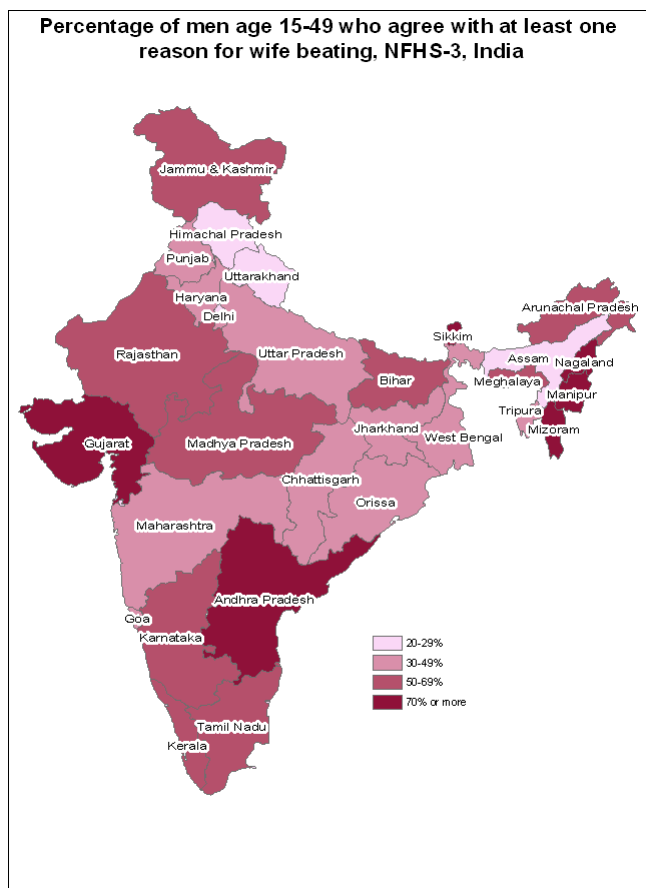 Percentage of men age 15-49 who agree with at least one
reason for wife beating, NFHS-3, India
Jammu & Kashmir
Himachal Pradesh
Punjab
Uttarakhand
Haryana
Delhi
Arunachal Pradesh
Sikkim
Rajasthan
Uttar Pradesh
Assam
Nagaland
Bihar
Meghalaya
Manipur
Tripura
Jharkhand
Mizoram
Gujarat
Madhya Pradesh
West Bengal
Chhattisgarh
Orissa
Maharashtra
Andhra Pradesh
Goa
Karnataka
20-29%
30-49%
50-69%
70% or more
Tamil Nadu
Kerala